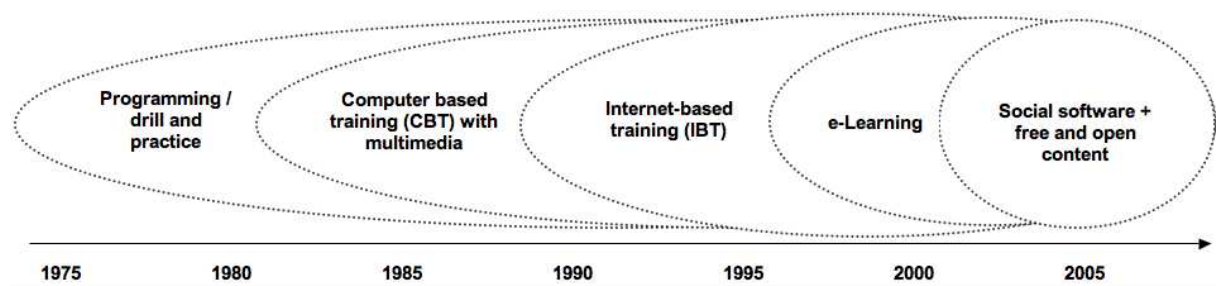 Programming /
drill and
practice
Computer based
training (CBT) with
multimedia
Internet-based
training (IBT)
e-Learning
Social software +
free and open
content
1975 1980 1985 1990 1995 2000 2005